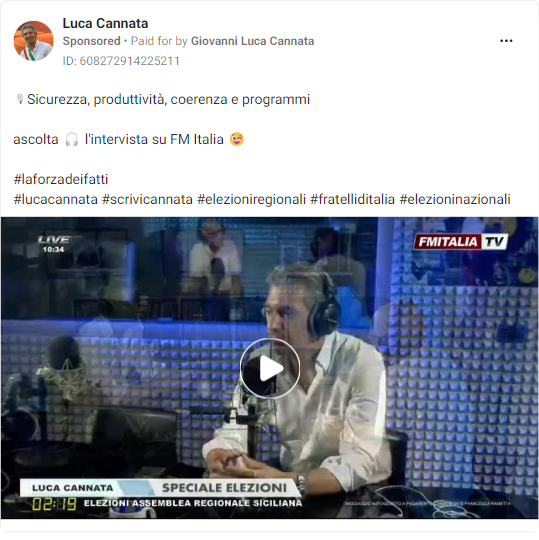 Luca Cannata
Sponsored • Paid for by Giovanni Luca Cannata
ID: 608272914225211
🎙Sicurezza, produttività, coerenza e programmi
ascolta 🎧 l'intervista su FM Italia 😉
#laforzadeifatti
#lucacannata #scrivicannata #elezioniregionali #fratelliditalia #elezioninazionali
LIVE
10:34
FMITALIA TV
LUCA CANNATA
SPECIALE ELEZIONI
02:19
ELEZIONI ASSEMBLEA REGIONALE SICILIANA